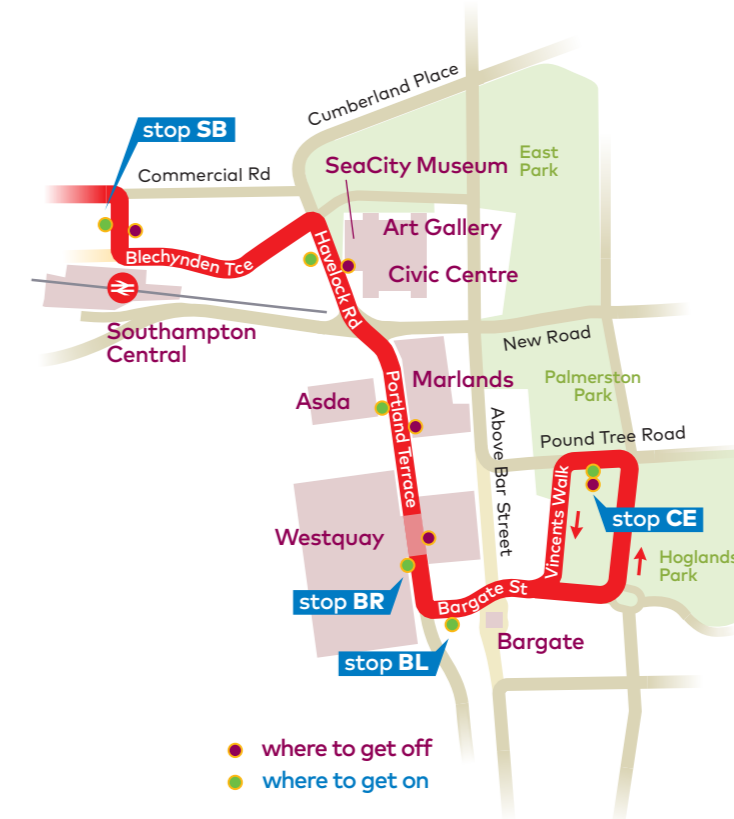 Cumberland Place
stop SB
East
Park
SeaCity Museum
Commercial Rd
Art Gallery
Havelock Rd
Blechynden Tce
Civic Centre
Southampton
Central
New Road
Marlands
Palmerston
Park
Asda
Portland Terrace
Above Bar Street
Pound Tree Road
Vincents Walk
stop CE
Westquay
Hoglands
Park
stop BR
Bargate St
Bargate
stop BL
where to get off
where to get on